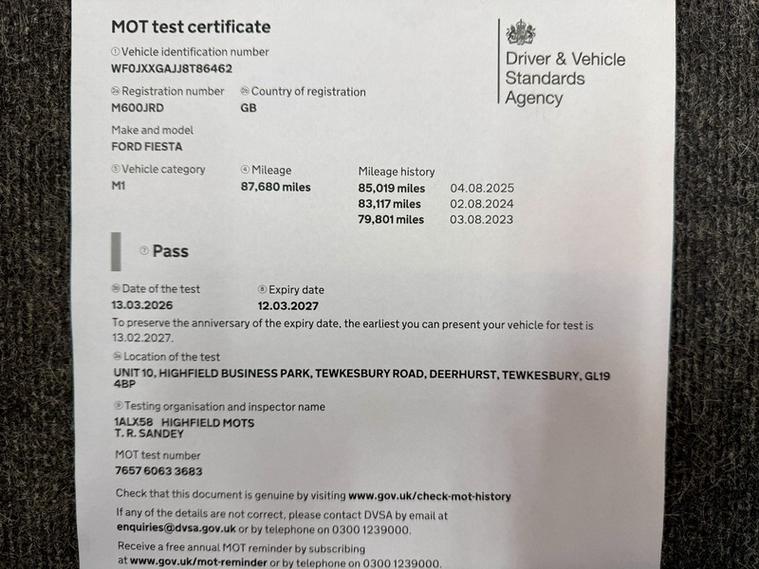 MOT test certificate
① Vehicle identification number
WF0JXXGAJJ8T86462
Driver & Vehicle
Standards
Agency
Registration number Country of registration
M600JRD GB
Make and model
FORD FIESTA
⑤ Vehicle category ④ Mileage Mileage history
M1 87,680 miles 85,019 miles 04.08.2025
83,117 miles 02.08.2024
79,801 miles 03.08.2023
⑦ Pass
Date of the test ⑧ Expiry date
13.03.2026 12.03.2027
To preserve the anniversary of the expiry date, the earliest you can present your vehicle for test is
13.02.2027.
Location of the test
UNIT 10, HIGHFIELD BUSINESS PARK, TEWKESBURY ROAD, DEERHURST, TEWKESBURY, GL19
4BP
⑨ Testing organisation and inspector name
1ALX58 HIGHFIELD MOTS
T. R. SANDEY
MOT test number
7657 6063 3683
Check that this document is genuine by visiting www.gov.uk/check-mot-history
If any of the details are not correct, please contact DVSA by email at
enquiries@dvsa.gov.uk or by telephone on 0300 1239000.
Receive a free annual MOT reminder by subscribing
at www.gov.uk/mot-reminder or by telephone on 0300 1239000.